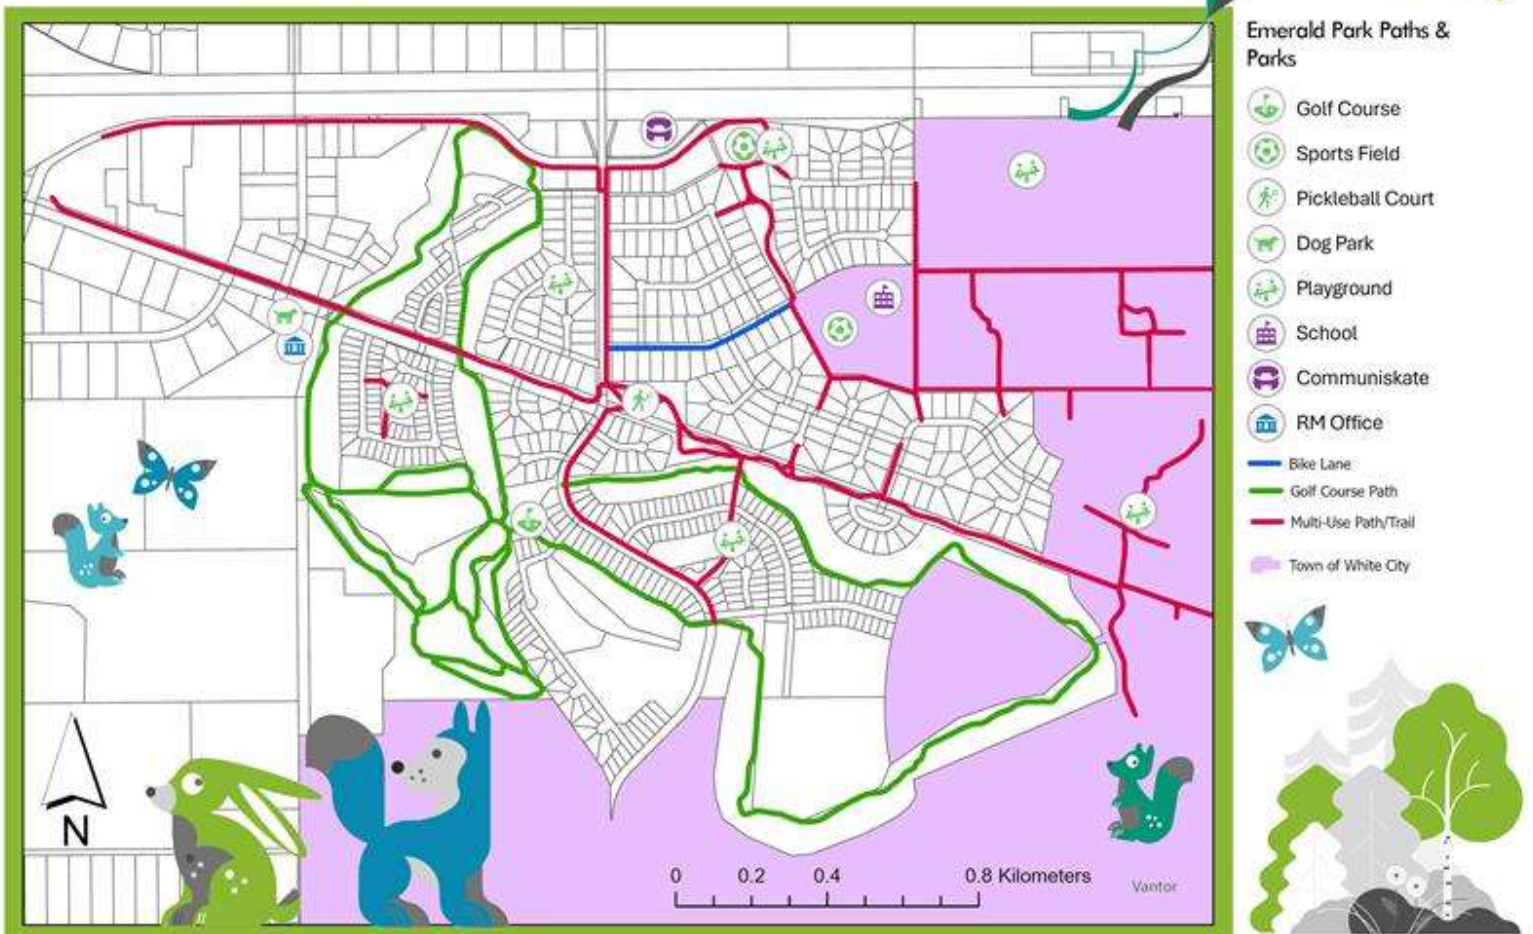 Emerald Park Paths &
Parks
Golf Course
Sports Field
Pickleball Court
Dog Park
Playground
School
Communiskate
RM Office
Bike Lane
Golf Course Path
Multi-Use Path/Trail
Town of White City
N
0 0.2 0.4 0.8 Kilometers
Vantor